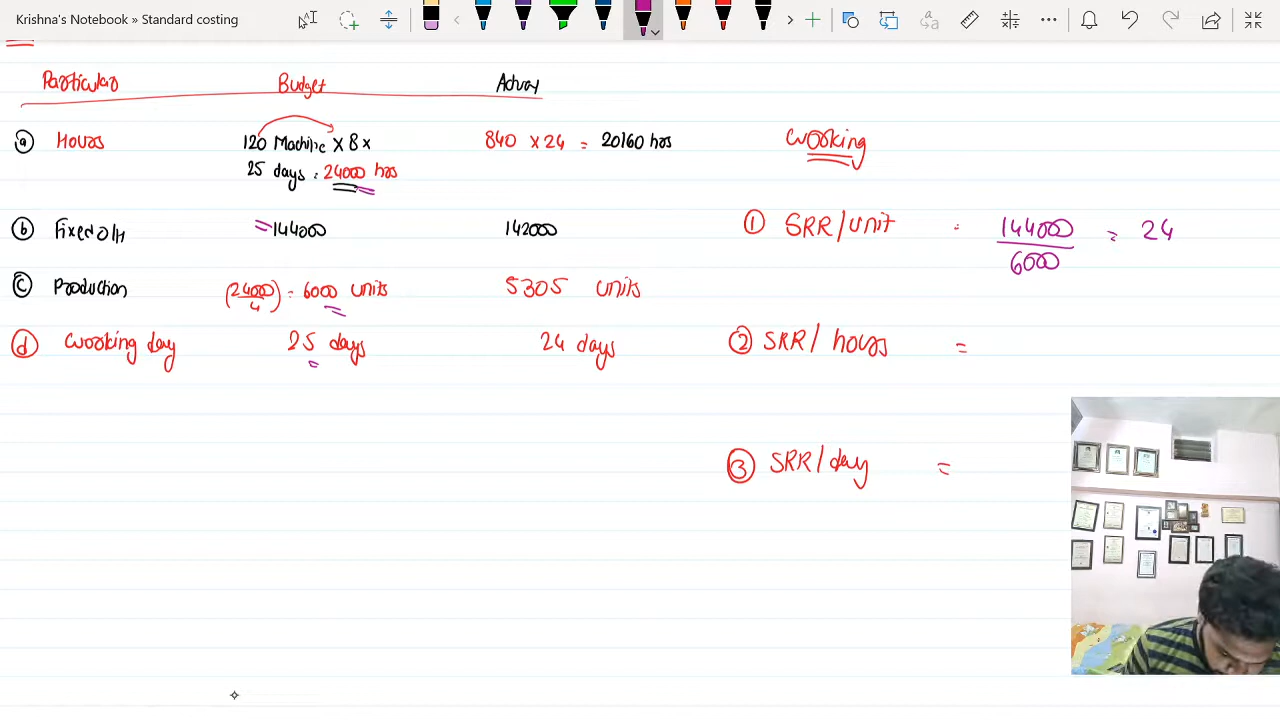 Krishna's Notebook » Standard costing
Particular Budget Actual
a Hours 120 Machine × 8 ×
25 days = 24000 hrs
840 × 24 = 20160 hrs
Working
b Fixed OH = 144000 142000
① SRR/Unit = 144000 / 6000 = 24
c Production (24000/4) = 6000 units 5305 units
d Working day 25 days 24 days
② SRR/hours =
③ SRR/day =